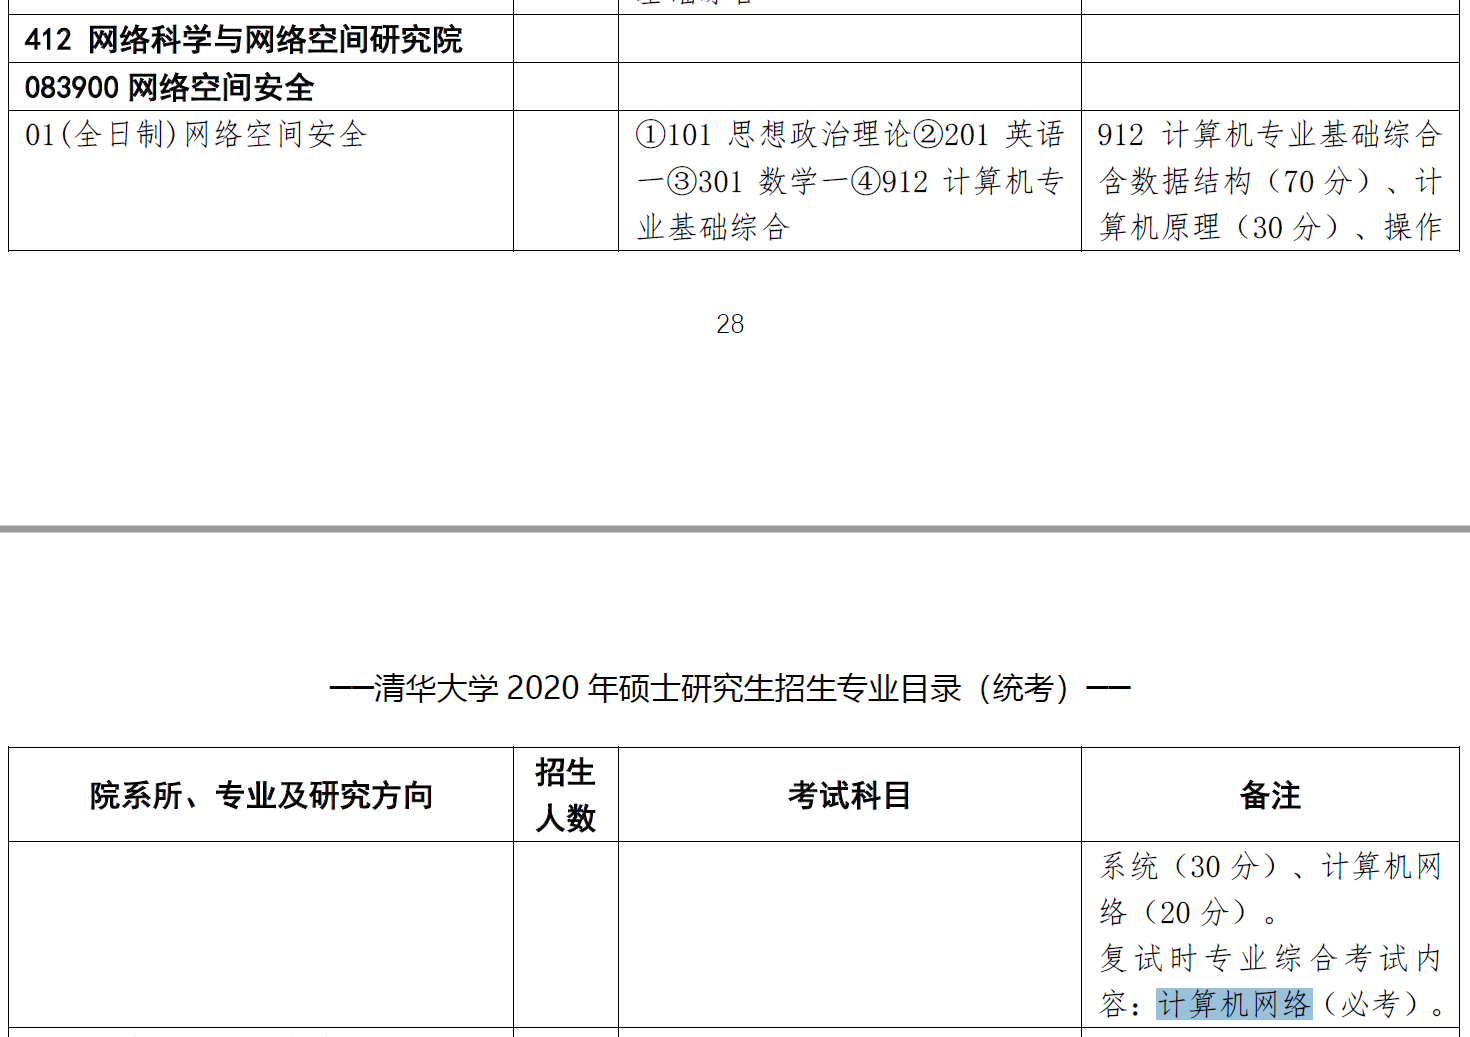 412 网络科学与网络空间研究院
083900 网络空间安全
01(全日制)网络空间安全
①101 思想政治理论②201 英语
一③301 数学一④912 计算机专
业基础综合
912 计算机专业基础综合
含数据结构（70 分）、计
算机原理（30 分）、操作
28
——清华大学 2020 年硕士研究生招生专业目录（统考）——
院系所、专业及研究方向
招生
人数
考试科目
备注
系统（30 分）、计算机网
络（20 分）。
复试时专业综合考试内
容：计算机网络（必考）。